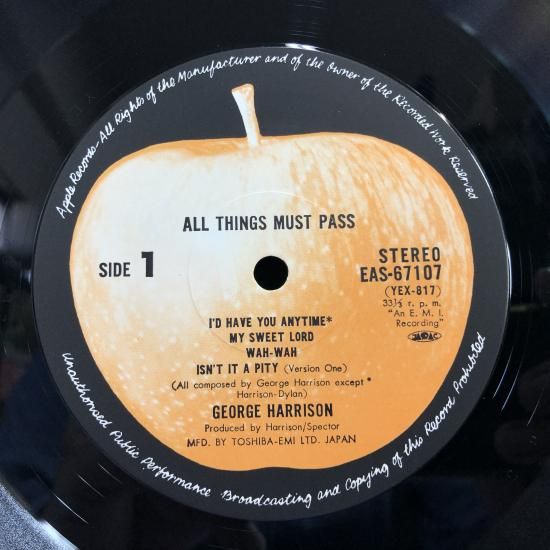 Apple Records-All Rights of the Manufacturer and of the Owner of the Recorded Work Reserved
ALL THINGS MUST PASS
SIDE 1
STEREO
EAS-67107
(YEX-817)
33⅓ r. p. m.
"An E. M. I.
Recording"
JASRAC
I'D HAVE YOU ANYTIME*
MY SWEET LORD
WAH-WAH
ISN'T IT A PITY (Version One)
(All composed by George Harrison except *
Harrison-Dylan)
GEORGE HARRISON
Produced by Harrison/Spector
MFD. BY TOSHIBA-EMI LTD. JAPAN
Unauthorised Public Performance Broadcasting and Copying of this Record Prohibited